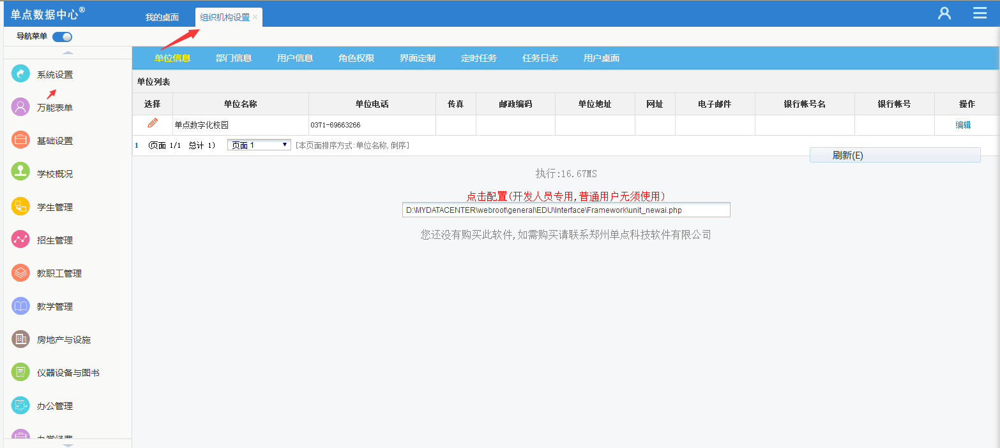 单点数据中心®
我的桌面 组织机构设置 ×
导航菜单
单位信息 部门信息 用户信息 角色权限 界面定制 定时任务 任务日志 用户桌面
系统设置
万能表单
基础设置
学校概况
学生管理
招生管理
教职工管理
教学管理
房地产与设施
仪器设备与图书
办公管理
单位列表
选择 单位名称 单位电话 传真 邮政编码 单位地址 网址 电子邮件 银行帐号名 银行帐号 操作
单点数字化校园 0371-69663266 编辑
1 (页面 1/1 总计 1) 页面 1 [本页面排序方式:单位名称,倒序]
刷新(E)
执行:16.67MS
点击配置(开发人员专用,普通用户无须使用)
D:\MYDATACENTER\webroot\general\EDU\Interface\Framework\unit_newai.php
您还没有购买此软件,如需购买请联系郑州单点科技软件有限公司